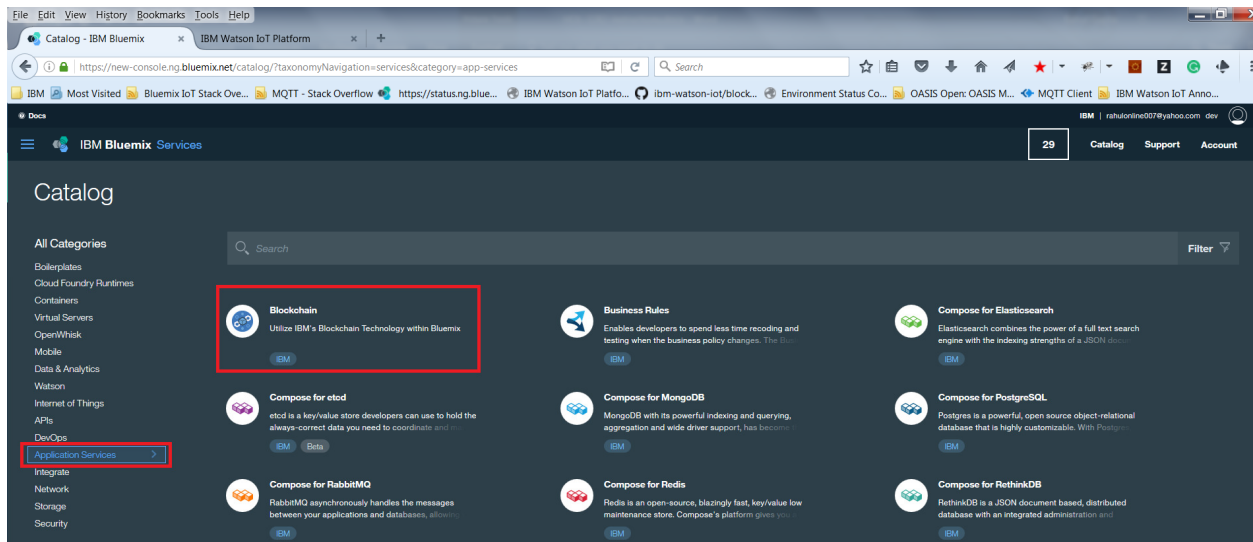 File Edit View History Bookmarks Tools Help
Catalog - IBM Bluemix × IBM Watson IoT Platform × +
https://new-console.ng.bluemix.net/catalog/?taxonomyNavigation=services&category=app-services Search
IBM Most Visited Bluemix IoT Stack Ove... MQTT - Stack Overflow https://status.ng.blue... IBM Watson IoT Platfo... ibm-watson-iot/block... Environment Status Co... OASIS Open: OASIS M... MQTT Client IBM Watson IoT Anno...
Docs IBM | rahulonline007@yahoo.com dev
IBM Bluemix Services 29 Catalog Support Account
Catalog
All Categories
Boilerplates
Cloud Foundry Runtimes
Containers
Virtual Servers
OpenWhisk
Mobile
Data & Analytics
Watson
Internet of Things
APIs
DevOps
Application Services >
Integrate
Network
Storage
Security
Search Filter
Blockchain
Utilize IBM's Blockchain Technology within Bluemix
IBM
Business Rules
Enables developers to spend less time recoding and
testing when the business policy changes. The Bus
IBM
Compose for Elasticsearch
Elasticsearch combines the power of a full text search
engine with the indexing strengths of a JSON docum
IBM
Compose for etcd
etcd is a key/value store developers can use to hold the
always-correct data you need to coordinate and
IBM Beta
Compose for MongoDB
MongoDB with its powerful indexing and querying,
aggregation and wide driver support, has become
IBM
Compose for PostgreSQL
Postgres is a powerful, open source object-relational
database that is highly customizable. With Postgres
IBM
Compose for RabbitMQ
RabbitMQ asynchronously handles the messages
between your applications and databases, allowing
IBM
Compose for Redis
Redis is an open-source, blazingly fast, key/value low
maintenance store. Compose's platform gives you
IBM
Compose for RethinkDB
RethinkDB is a JSON document based, distributed
database with an integrated administration and
IBM